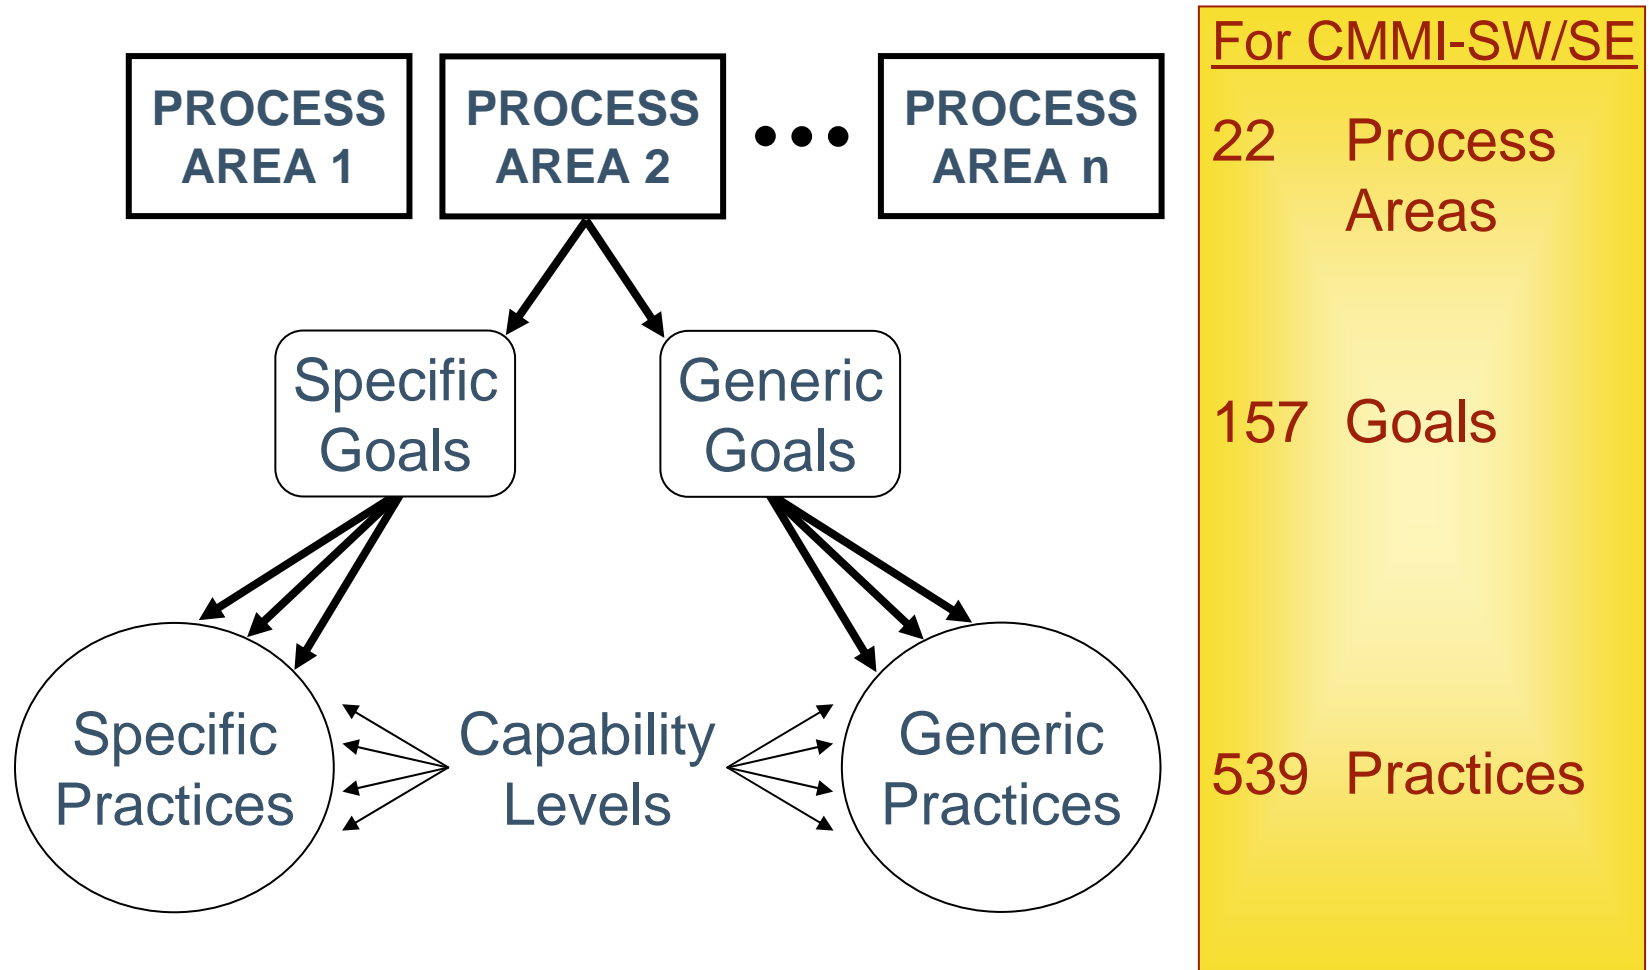 PROCESS
AREA 1
PROCESS
AREA 2
•••
PROCESS
AREA n
Specific
Goals
Generic
Goals
Specific
Practices
Capability
Levels
Generic
Practices
For CMMI-SW/SE
22 Process
Areas
157 Goals
539 Practices